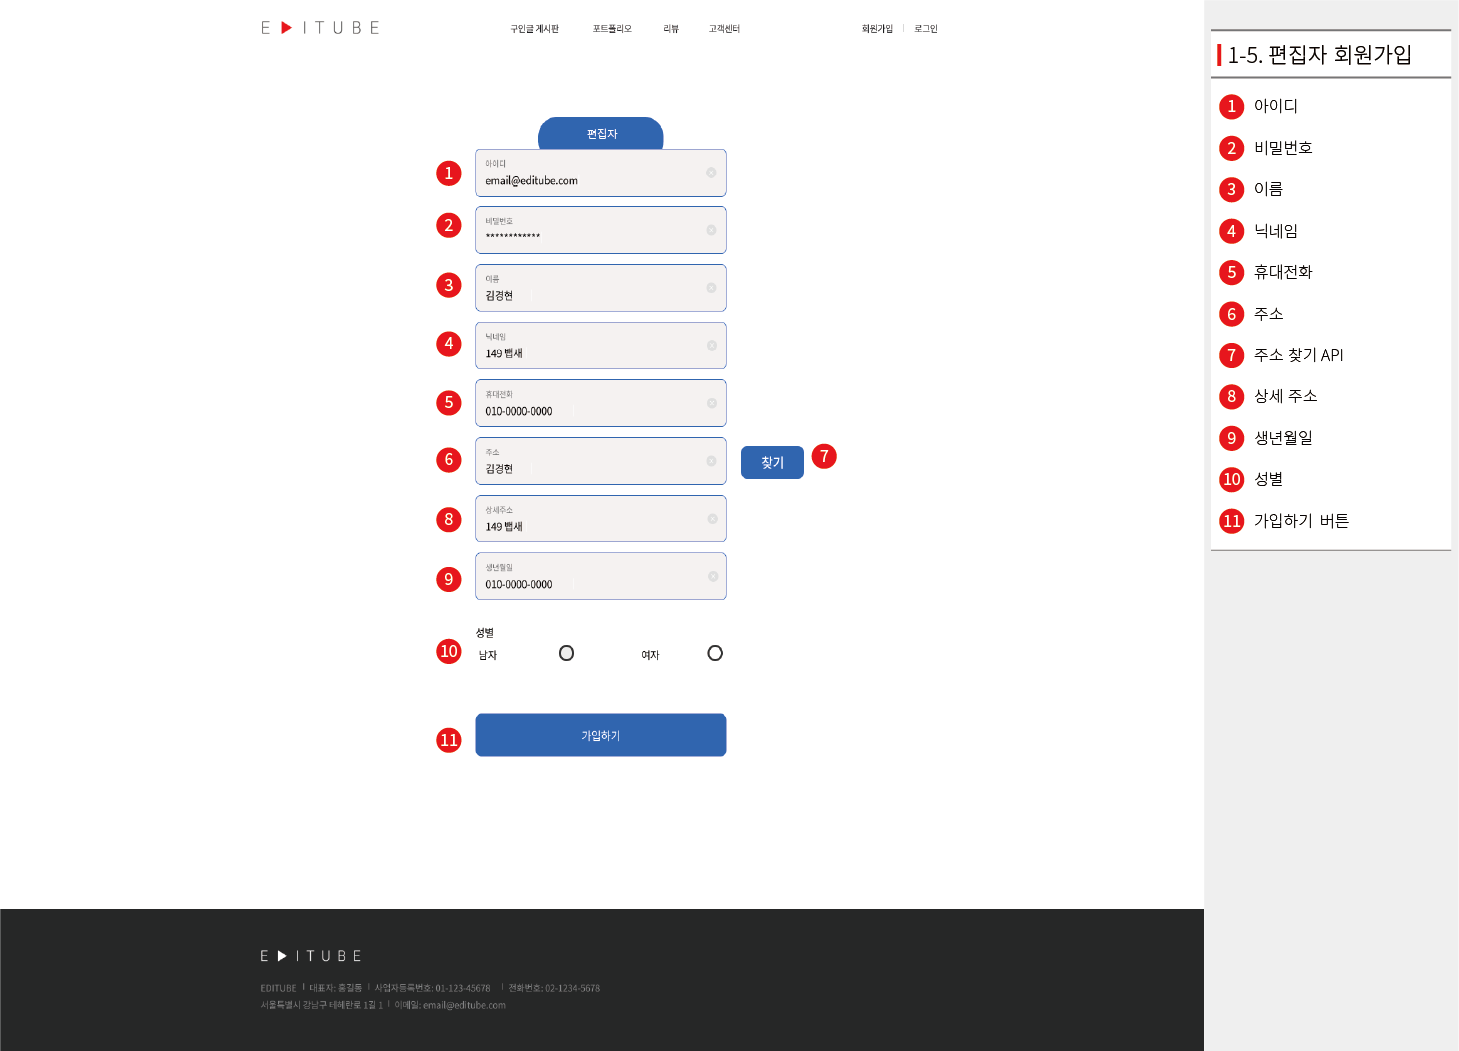 E ▶ I T U B E
구인글 게시판 포트폴리오 리뷰 고객센터 회원가입 | 로그인
편집자
1
아이디
email@editube.com
2
비밀번호
************
3
이름
김경현
4
닉네임
149 뱁새
5
휴대전화
010-0000-0000
6
주소
김경현
찾기
7
8
상세주소
149 뱁새
9
생년월일
010-0000-0000
10
성별
남자 여자
11
가입하기
E ▶ I T U B E
EDITUBE | 대표자: 홍길동 | 사업자등록번호: 01-123-45678 | 전화번호: 02-1234-5678
서울특별시 강남구 테헤란로 1길 1 | 이메일: email@editube.com
1-5. 편집자 회원가입
1 아이디
2 비밀번호
3 이름
4 닉네임
5 휴대전화
6 주소
7 주소 찾기 API
8 상세 주소
9 생년월일
10 성별
11 가입하기 버튼